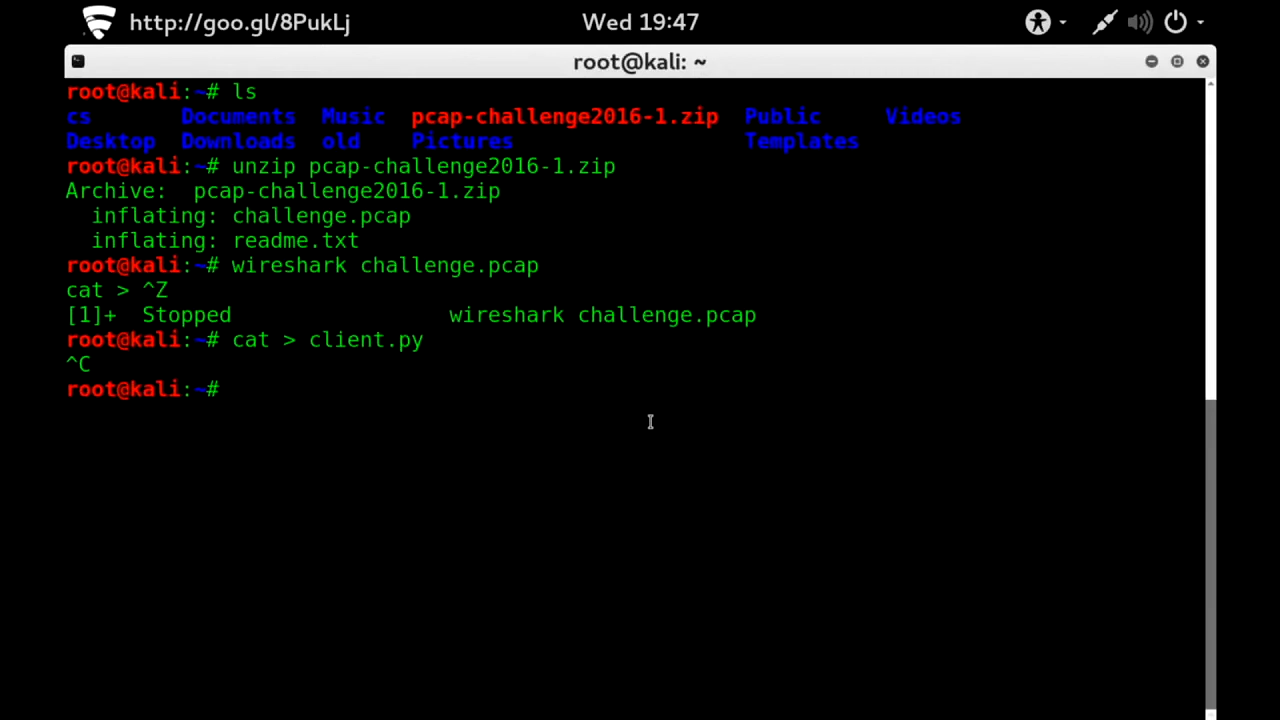 http://goo.gl/8PukLj Wed 19:47
root@kali: ~
root@kali:~# ls
cs Documents Music pcap-challenge2016-1.zip Public Videos
Desktop Downloads old Pictures Templates
root@kali:~# unzip pcap-challenge2016-1.zip
Archive:  pcap-challenge2016-1.zip
  inflating: challenge.pcap
  inflating: readme.txt
root@kali:~# wireshark challenge.pcap
cat > ^Z
[1]+  Stopped                 wireshark challenge.pcap
root@kali:~# cat > client.py
^C
root@kali:~#